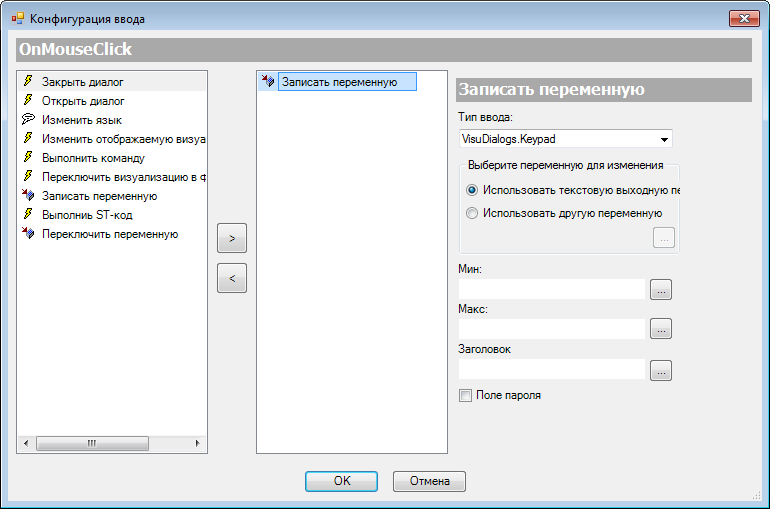 Конфигурация ввода
OnMouseClick
Закрыть диалог
Открыть диалог
Изменить язык
Изменить отображаемую визуа
Выполнить команду
Переключить визуализацию в ф
Записать переменную
Выполнить ST-код
Переключить переменную
>
<
Записать переменную
Записать переменную
Тип ввода:
VisuDialogs.Keypad
Выберите переменную для изменения
Использовать текстовую выходную пе
Использовать другую переменную
...
Мин:
...
Макс:
...
Заголовок
...
Поле пароля
OK
Отмена